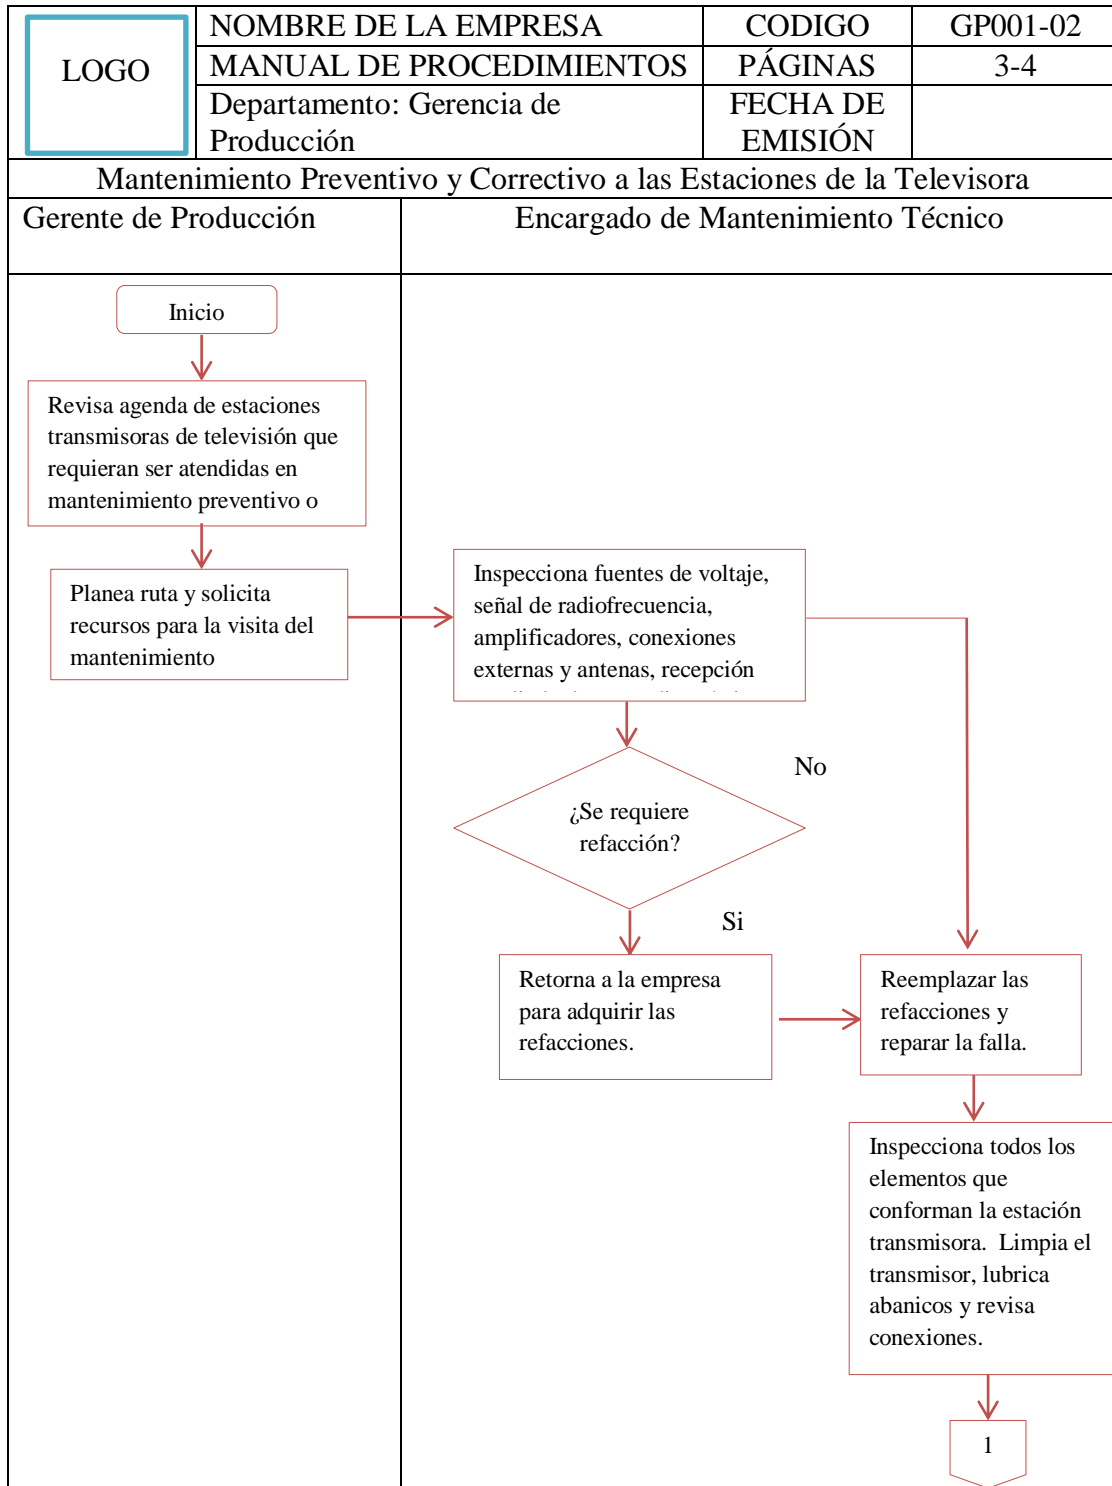 LOGO
NOMBRE DE LA EMPRESA
CODIGO
GP001-02
MANUAL DE PROCEDIMIENTOS
PÁGINAS
3-4
Departamento: Gerencia de
Producción
FECHA DE
EMISIÓN
Mantenimiento Preventivo y Correctivo a las Estaciones de la Televisora
Gerente de Producción
Encargado de Mantenimiento Técnico
Inicio
Revisa agenda de estaciones
transmisoras de televisión que
requieran ser atendidas en
mantenimiento preventivo o
Planea ruta y solicita
recursos para la visita del
mantenimiento
Inspecciona fuentes de voltaje,
señal de radiofrecuencia,
amplificadores, conexiones
externas y antenas, recepción
No
¿Se requiere
refacción?
Si
Retorna a la empresa
para adquirir las
refacciones.
Reemplazar las
refacciones y
reparar la falla.
Inspecciona todos los
elementos que
conforman la estación
transmisora.  Limpia el
transmisor, lubrica
abanicos y revisa
conexiones.
1